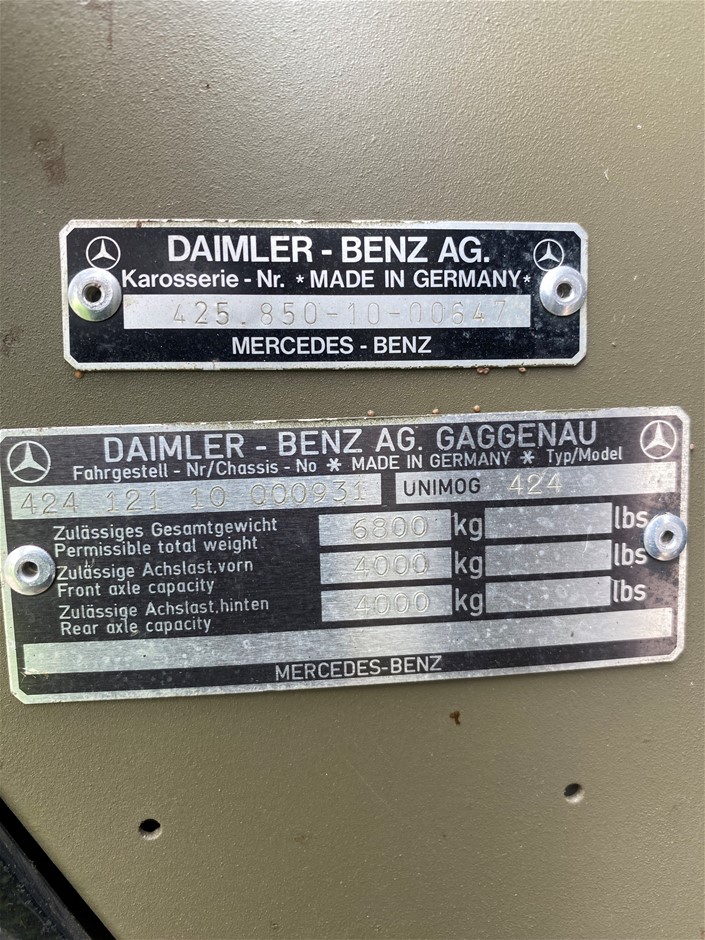 DAIMLER - BENZ AG.
Karosserie - Nr. * MADE IN GERMANY *
425.850-10-00647
MERCEDES - BENZ
DAIMLER - BENZ AG. GAGGENAU
Fahrgestell - Nr/Chassis - No * MADE IN GERMANY * Typ/Model
424 121 10 000931 UNIMOG 424
Zulässiges Gesamtgewicht
Permissible total weight 6800 kg lbs
Zulässige Achslast,vorn
Front axle capacity 4000 kg lbs
Zulässige Achslast,hinten
Rear axle capacity 4000 kg lbs
MERCEDES-BENZ